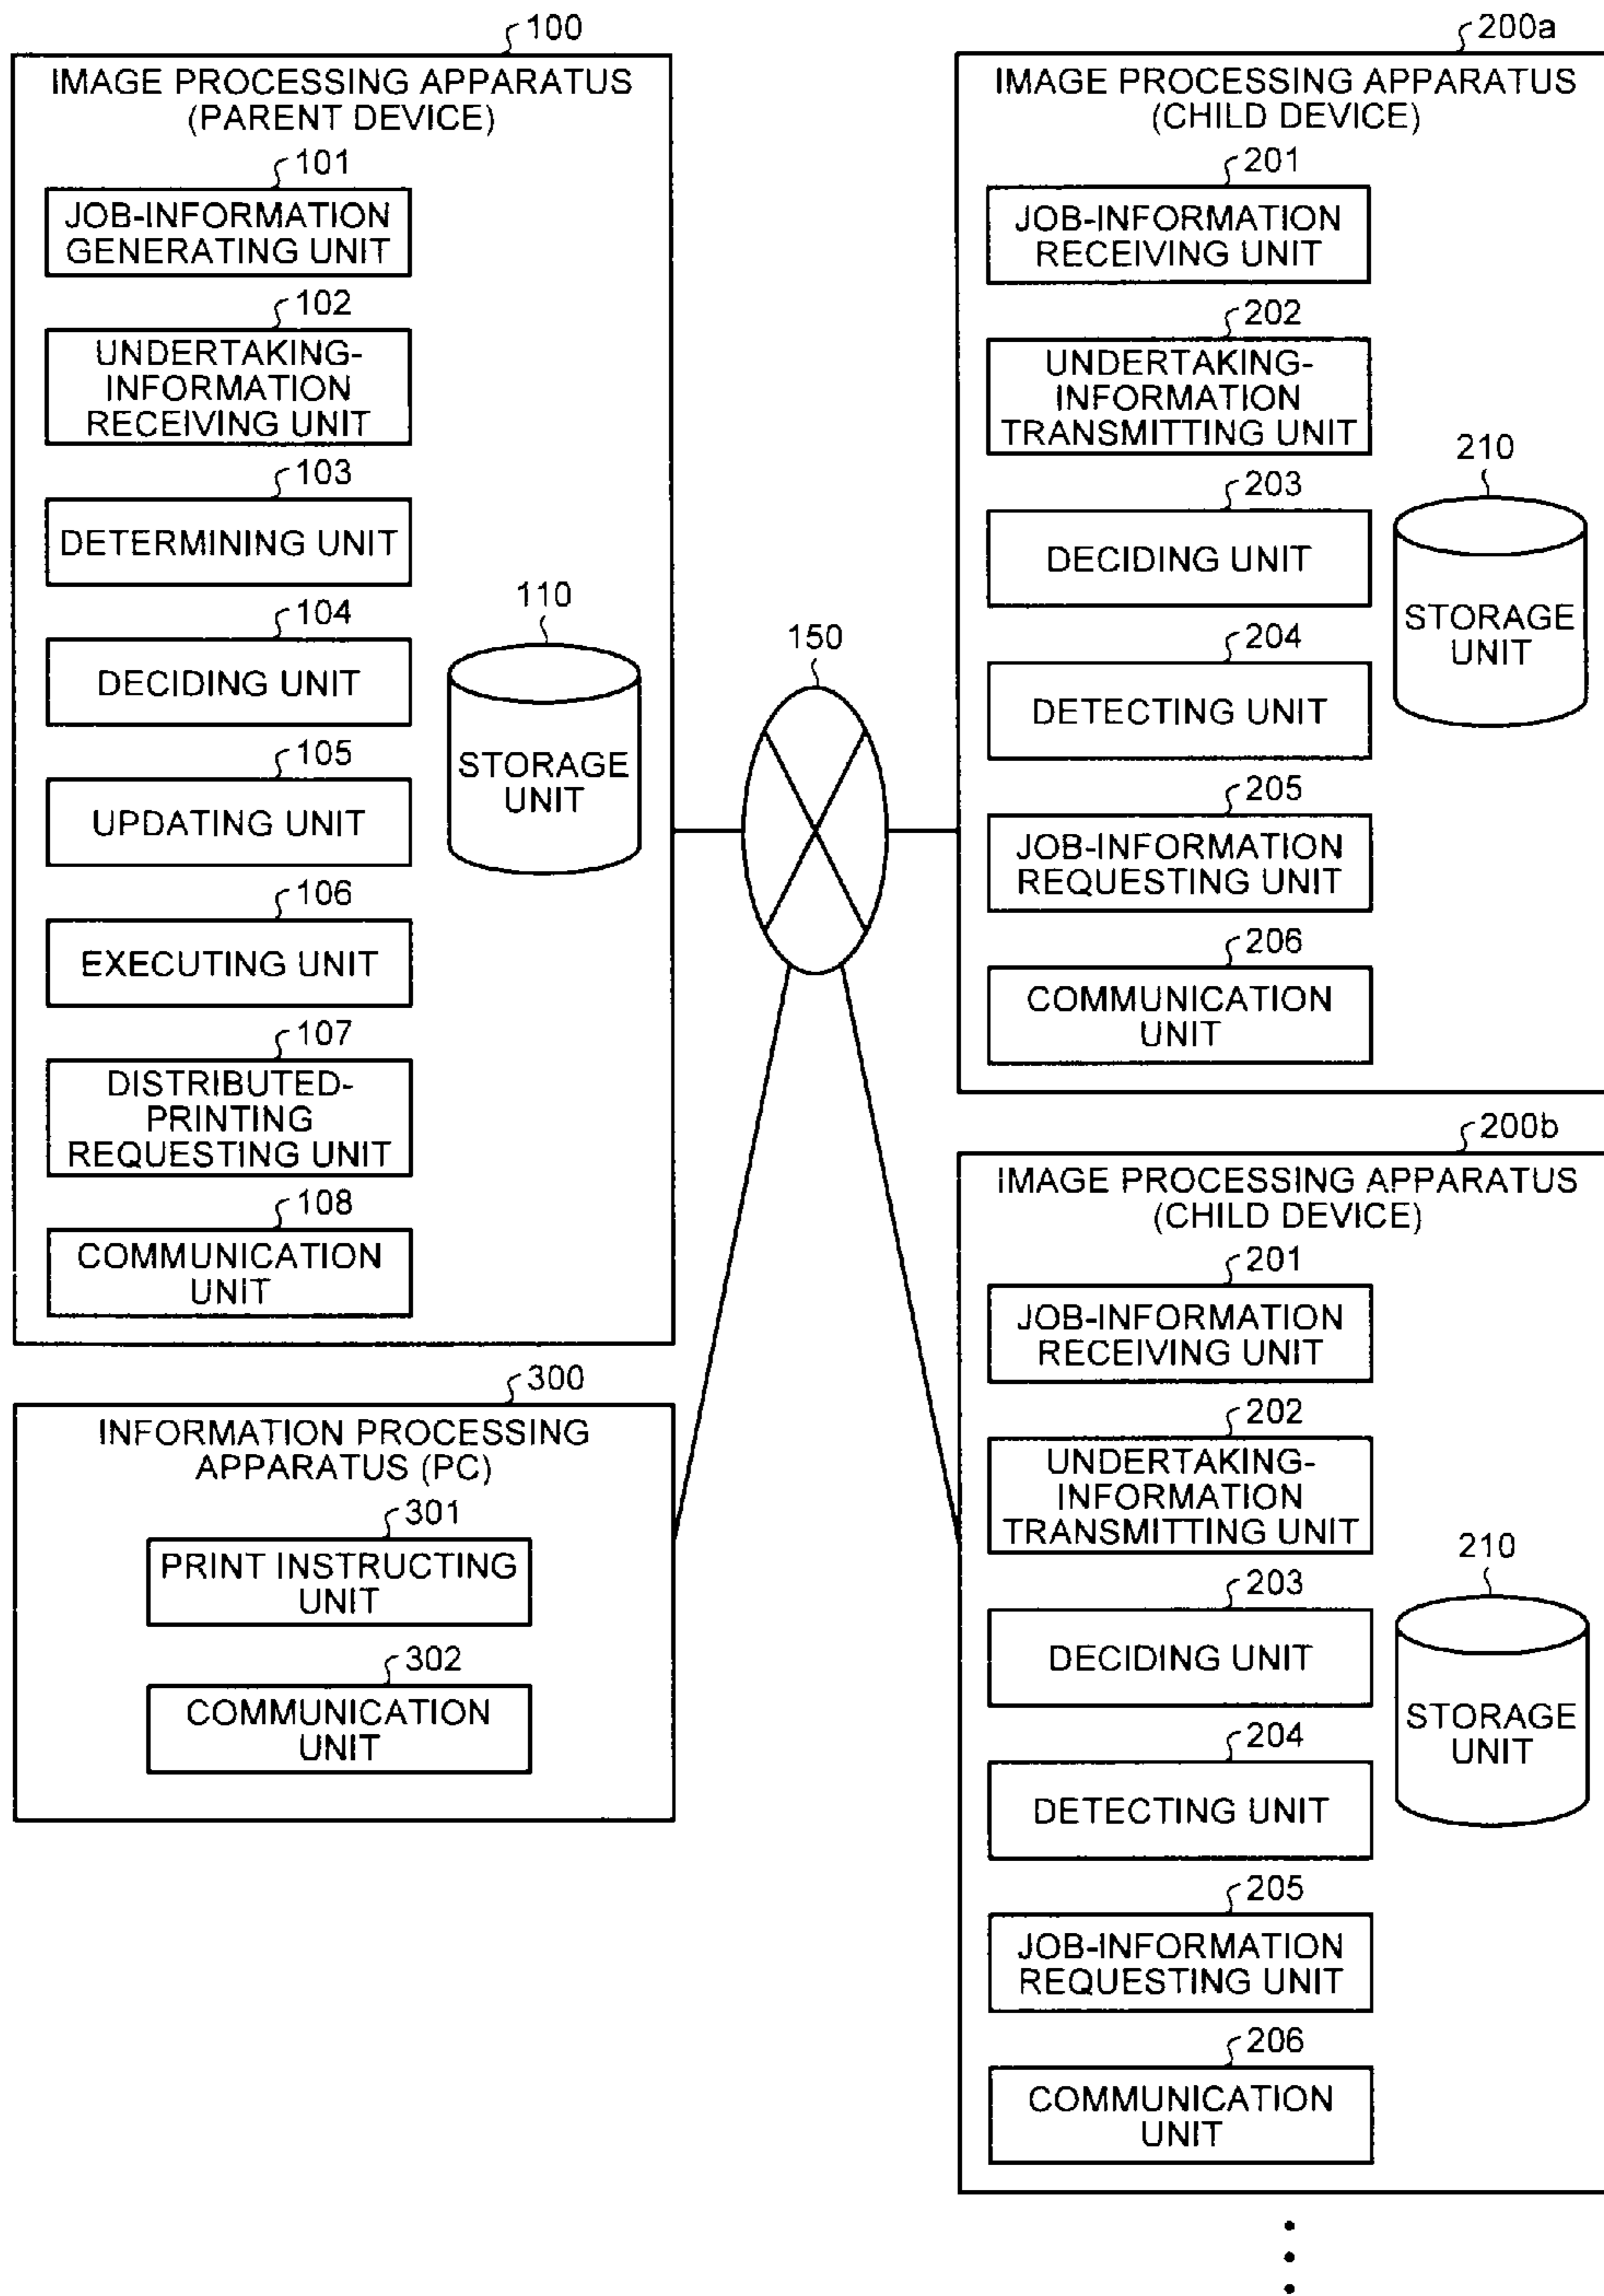 100
IMAGE PROCESSING APPARATUS
(PARENT DEVICE)
101
JOB-INFORMATION
GENERATING UNIT
102
UNDERTAKING-
INFORMATION
RECEIVING UNIT
103
DETERMINING UNIT
104
DECIDING UNIT
105
UPDATING UNIT
106
EXECUTING UNIT
107
DISTRIBUTED-
PRINTING
REQUESTING UNIT
108
COMMUNICATION
UNIT
110
STORAGE
UNIT
150
300
INFORMATION PROCESSING
APPARATUS (PC)
301
PRINT INSTRUCTING
UNIT
302
COMMUNICATION
UNIT
200a
IMAGE PROCESSING APPARATUS
(CHILD DEVICE)
201
JOB-INFORMATION
RECEIVING UNIT
202
UNDERTAKING-
INFORMATION
TRANSMITTING UNIT
203
DECIDING UNIT
204
DETECTING UNIT
205
JOB-INFORMATION
REQUESTING UNIT
206
COMMUNICATION
UNIT
210
STORAGE
UNIT
200b
IMAGE PROCESSING APPARATUS
(CHILD DEVICE)
201
JOB-INFORMATION
RECEIVING UNIT
202
UNDERTAKING-
INFORMATION
TRANSMITTING UNIT
203
DECIDING UNIT
204
DETECTING UNIT
205
JOB-INFORMATION
REQUESTING UNIT
206
COMMUNICATION
UNIT
210
STORAGE
UNIT